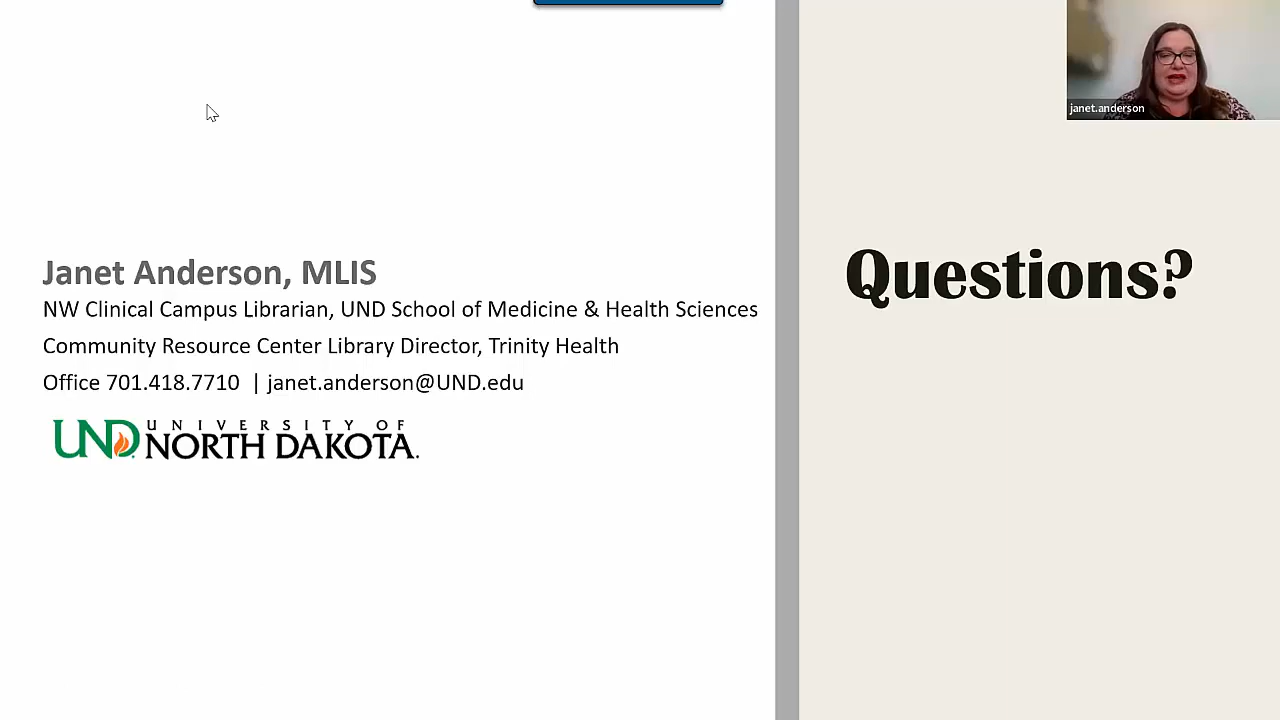 janet.anderson
Janet Anderson, MLIS
NW Clinical Campus Librarian, UND School of Medicine & Health Sciences
Community Resource Center Library Director, Trinity Health
Office 701.418.7710 | janet.anderson@UND.edu
UND UNIVERSITY OF
NORTH DAKOTA.
Questions?